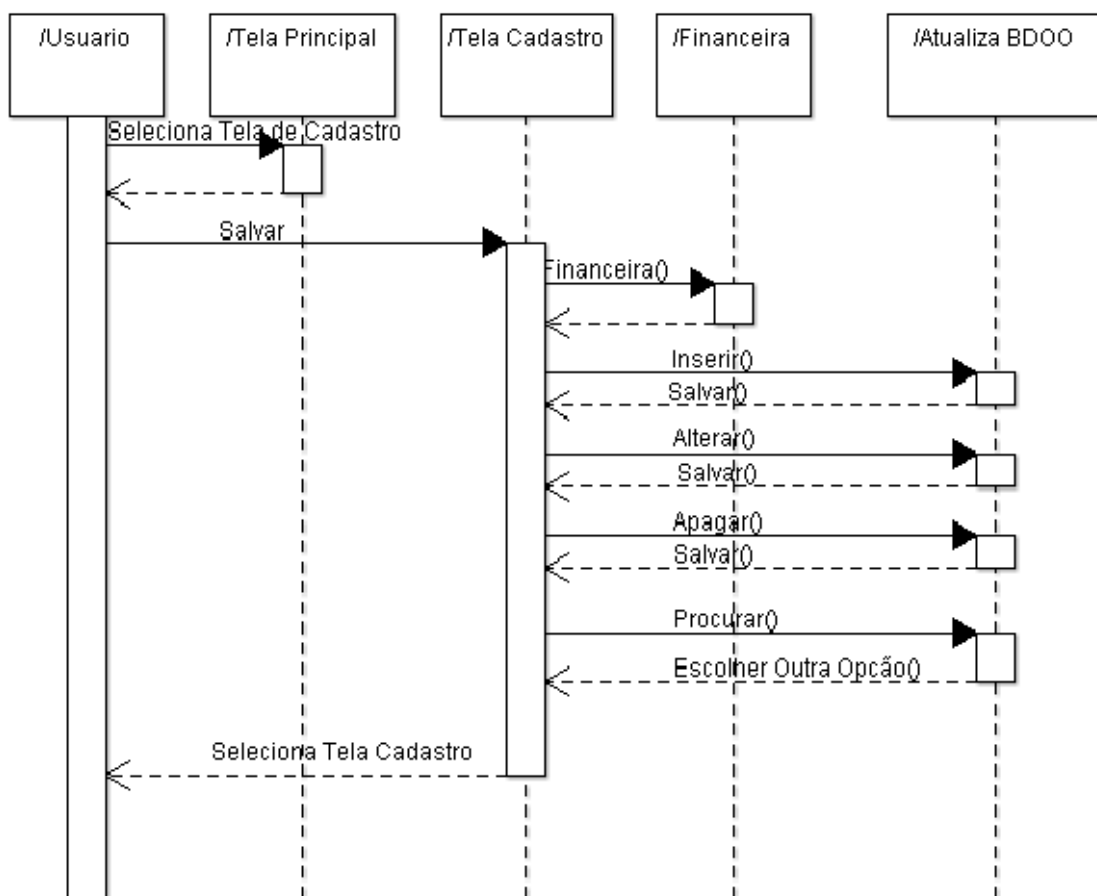 /Usuario
/Tela Principal
/Tela Cadastro
/Financeira
/Atualiza BDOO
Seleciona Tela de Cadastro
Salvar
Financeira()
Inserir()
Salvar()
Alterar()
Salvar()
Apagar()
Salvar()
Procurar()
Escolher Outra Opcão()
Seleciona Tela Cadastro